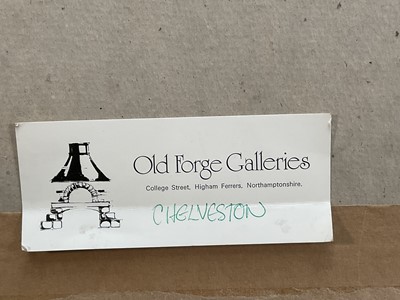 Old Forge Galleries
College Street, Higham Ferrers, Northamptonshire,
CHELVESTON